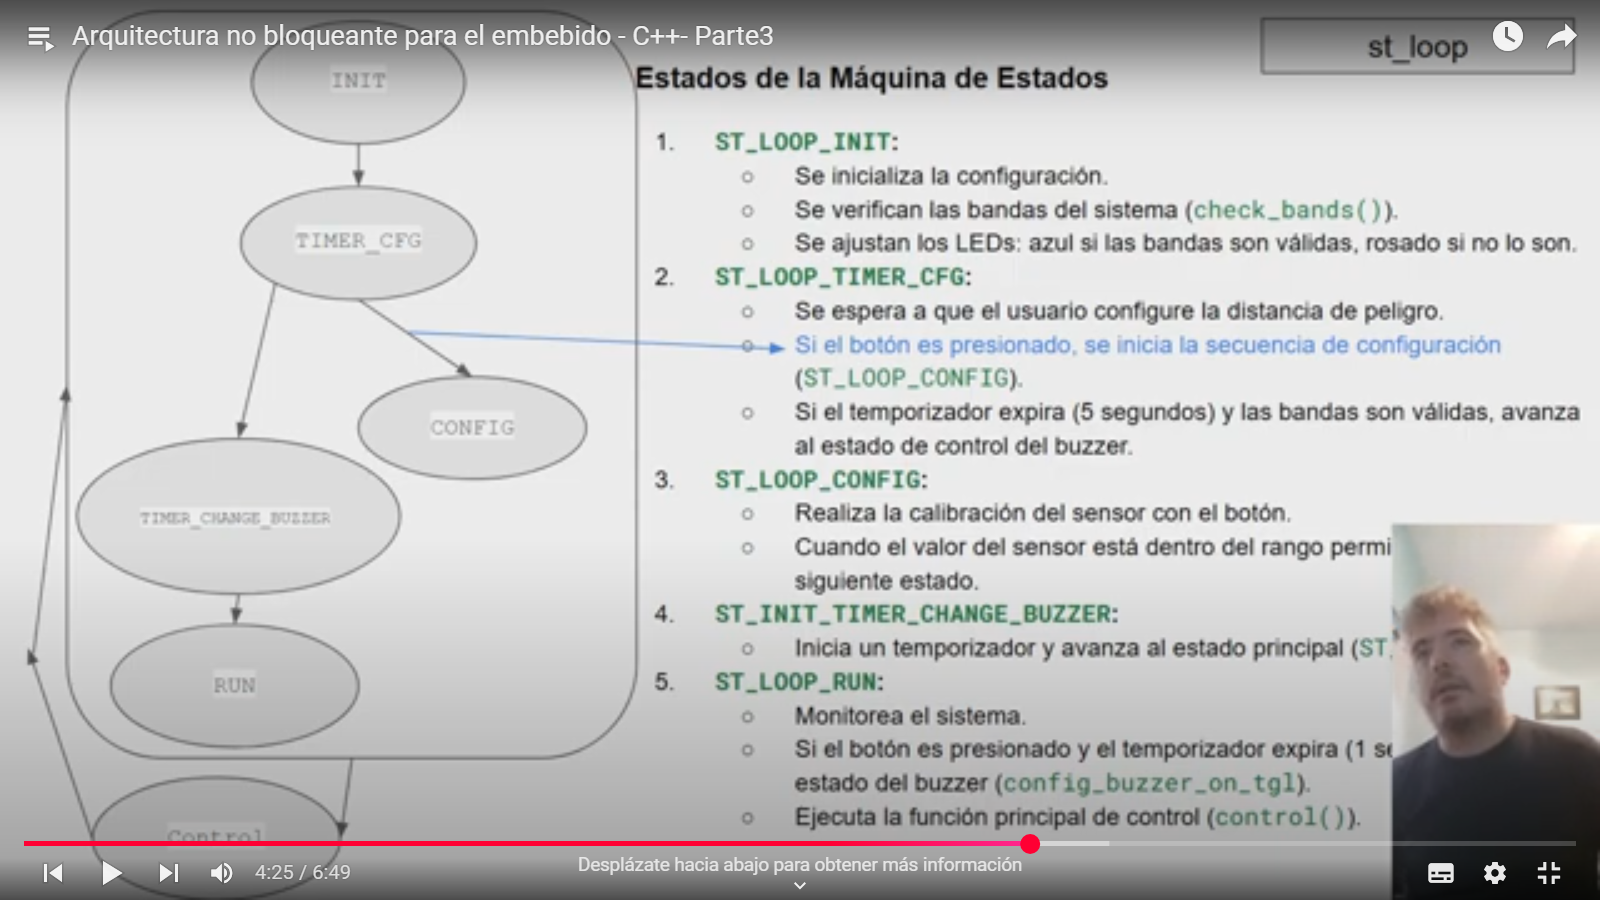 Arquitectura no bloqueante para el embebido - C++- Parte3
st_loop
INIT
TIMER_CFG
CONFIG
TIMER_CHANGE_BUZZER
RUN
Control
Estados de la Máquina de Estados
1. ST_LOOP_INIT:
○ Se inicializa la configuración.
○ Se verifican las bandas del sistema (check_bands()).
○ Se ajustan los LEDs: azul si las bandas son válidas, rosado si no lo son.
2. ST_LOOP_TIMER_CFG:
○ Se espera a que el usuario configure la distancia de peligro.
○ Si el botón es presionado, se inicia la secuencia de configuración
(ST_LOOP_CONFIG).
○ Si el temporizador expira (5 segundos) y las bandas son válidas, avanza
al estado de control del buzzer.
3. ST_LOOP_CONFIG:
○ Realiza la calibración del sensor con el botón.
○ Cuando el valor del sensor está dentro del rango permi
siguiente estado.
4. ST_INIT_TIMER_CHANGE_BUZZER:
○ Inicia un temporizador y avanza al estado principal (ST_
5. ST_LOOP_RUN:
○ Monitorea el sistema.
○ Si el botón es presionado y el temporizador expira (1 se
estado del buzzer (config_buzzer_on_tgl).
○ Ejecuta la función principal de control (control()).
4:25 / 6:49
Desplázate hacia abajo para obtener más información